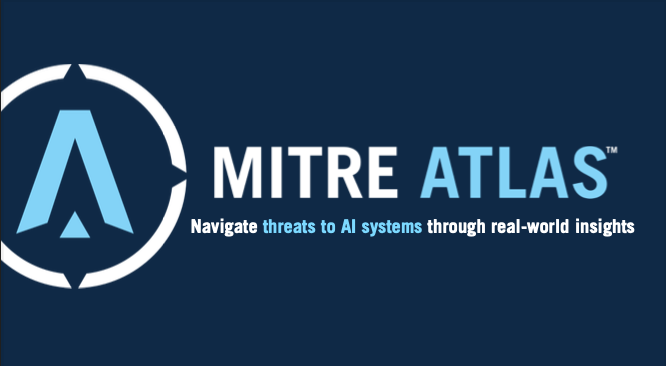 MITRE ATLAS™
Navigate threats to AI systems through real-world insights